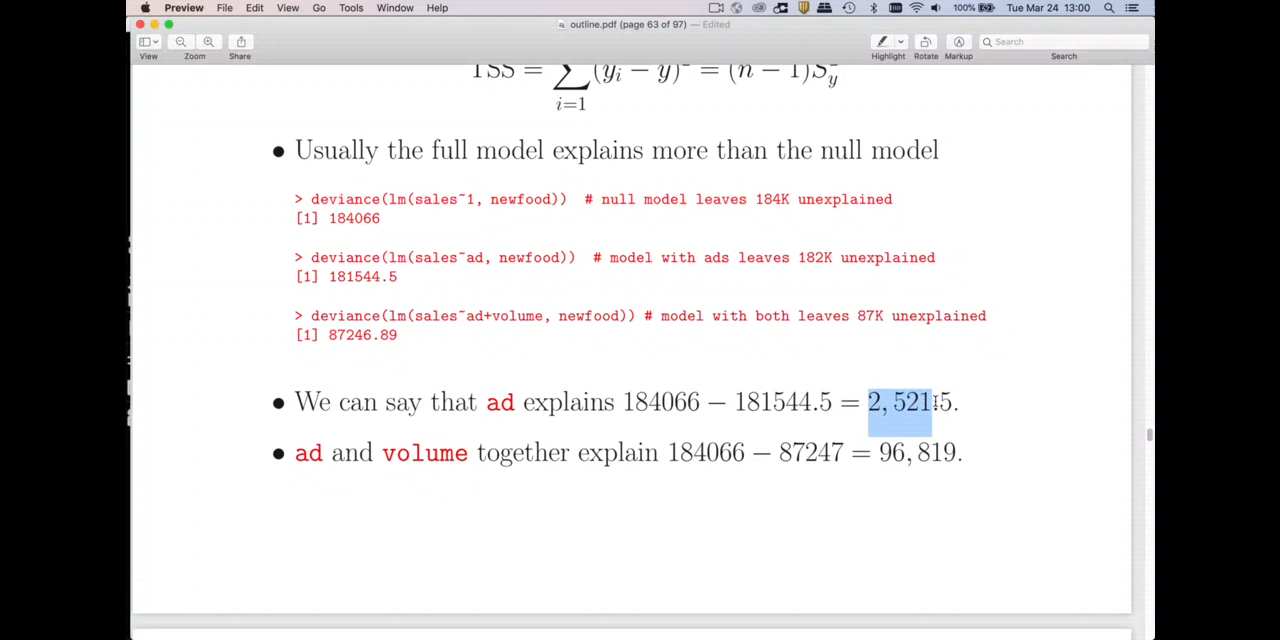 Preview File Edit View Go Tools Window Help 100% Tue Mar 24 13:00
outline.pdf (page 63 of 97) — Edited
View Zoom Share Search Highlight Rotate Markup Search
TSS = ∑ (yᵢ − y)² = (n − 1)S²_y
i=1
• Usually the full model explains more than the null model
> deviance(lm(sales~1, newfood)) # null model leaves 184K unexplained
[1] 184066
> deviance(lm(sales~ad, newfood)) # model with ads leaves 182K unexplained
[1] 181544.5
> deviance(lm(sales~ad+volume, newfood)) # model with both leaves 87K unexplained
[1] 87246.89
• We can say that ad explains 184066 − 181544.5 = 2, 521.5.
• ad and volume together explain 184066 − 87247 = 96, 819.